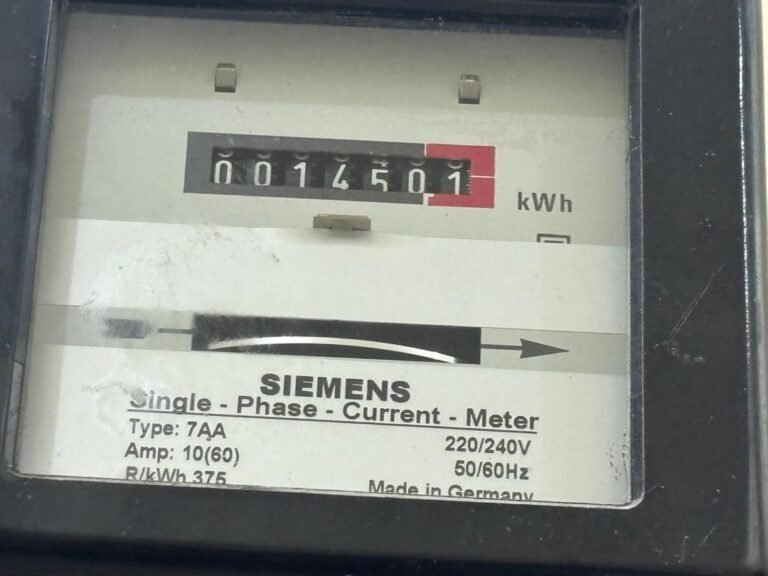 0014501
kWh
SIEMENS
Single - Phase - Current - Meter
Type: 7AA
220/240V
Amp: 10(60)
50/60Hz
R/kWh 375
Made in Germany